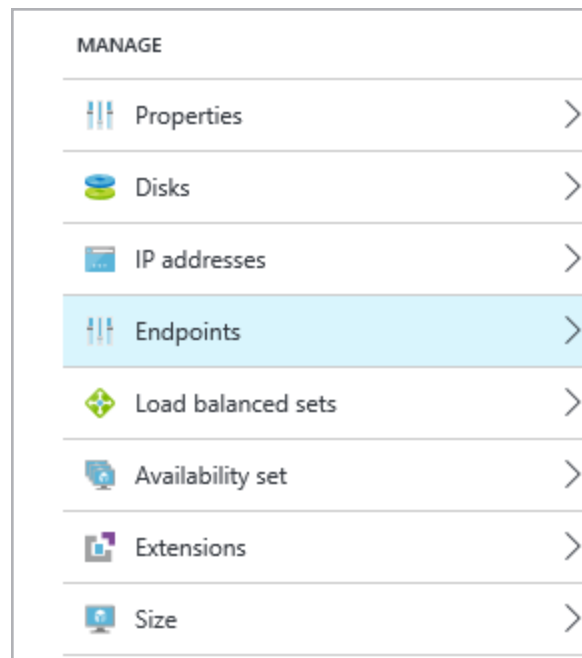 MANAGE
Properties
Disks
IP addresses
Endpoints
Load balanced sets
Availability set
Extensions
Size